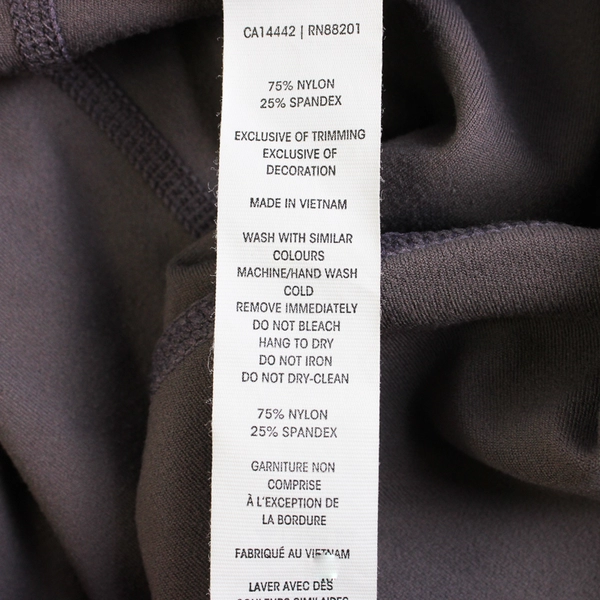 CA14442 | RN88201
75% NYLON
25% SPANDEX
EXCLUSIVE OF TRIMMING
EXCLUSIVE OF
DECORATION
MADE IN VIETNAM
WASH WITH SIMILAR
COLOURS
MACHINE/HAND WASH
COLD
REMOVE IMMEDIATELY
DO NOT BLEACH
HANG TO DRY
DO NOT IRON
DO NOT DRY-CLEAN
75% NYLON
25% SPANDEX
GARNITURE NON
COMPRISE
À L'EXCEPTION DE
LA BORDURE
FABRIQUÉ AU VIETNAM
LAVER AVEC DES
COULEURS SIMILAIRES